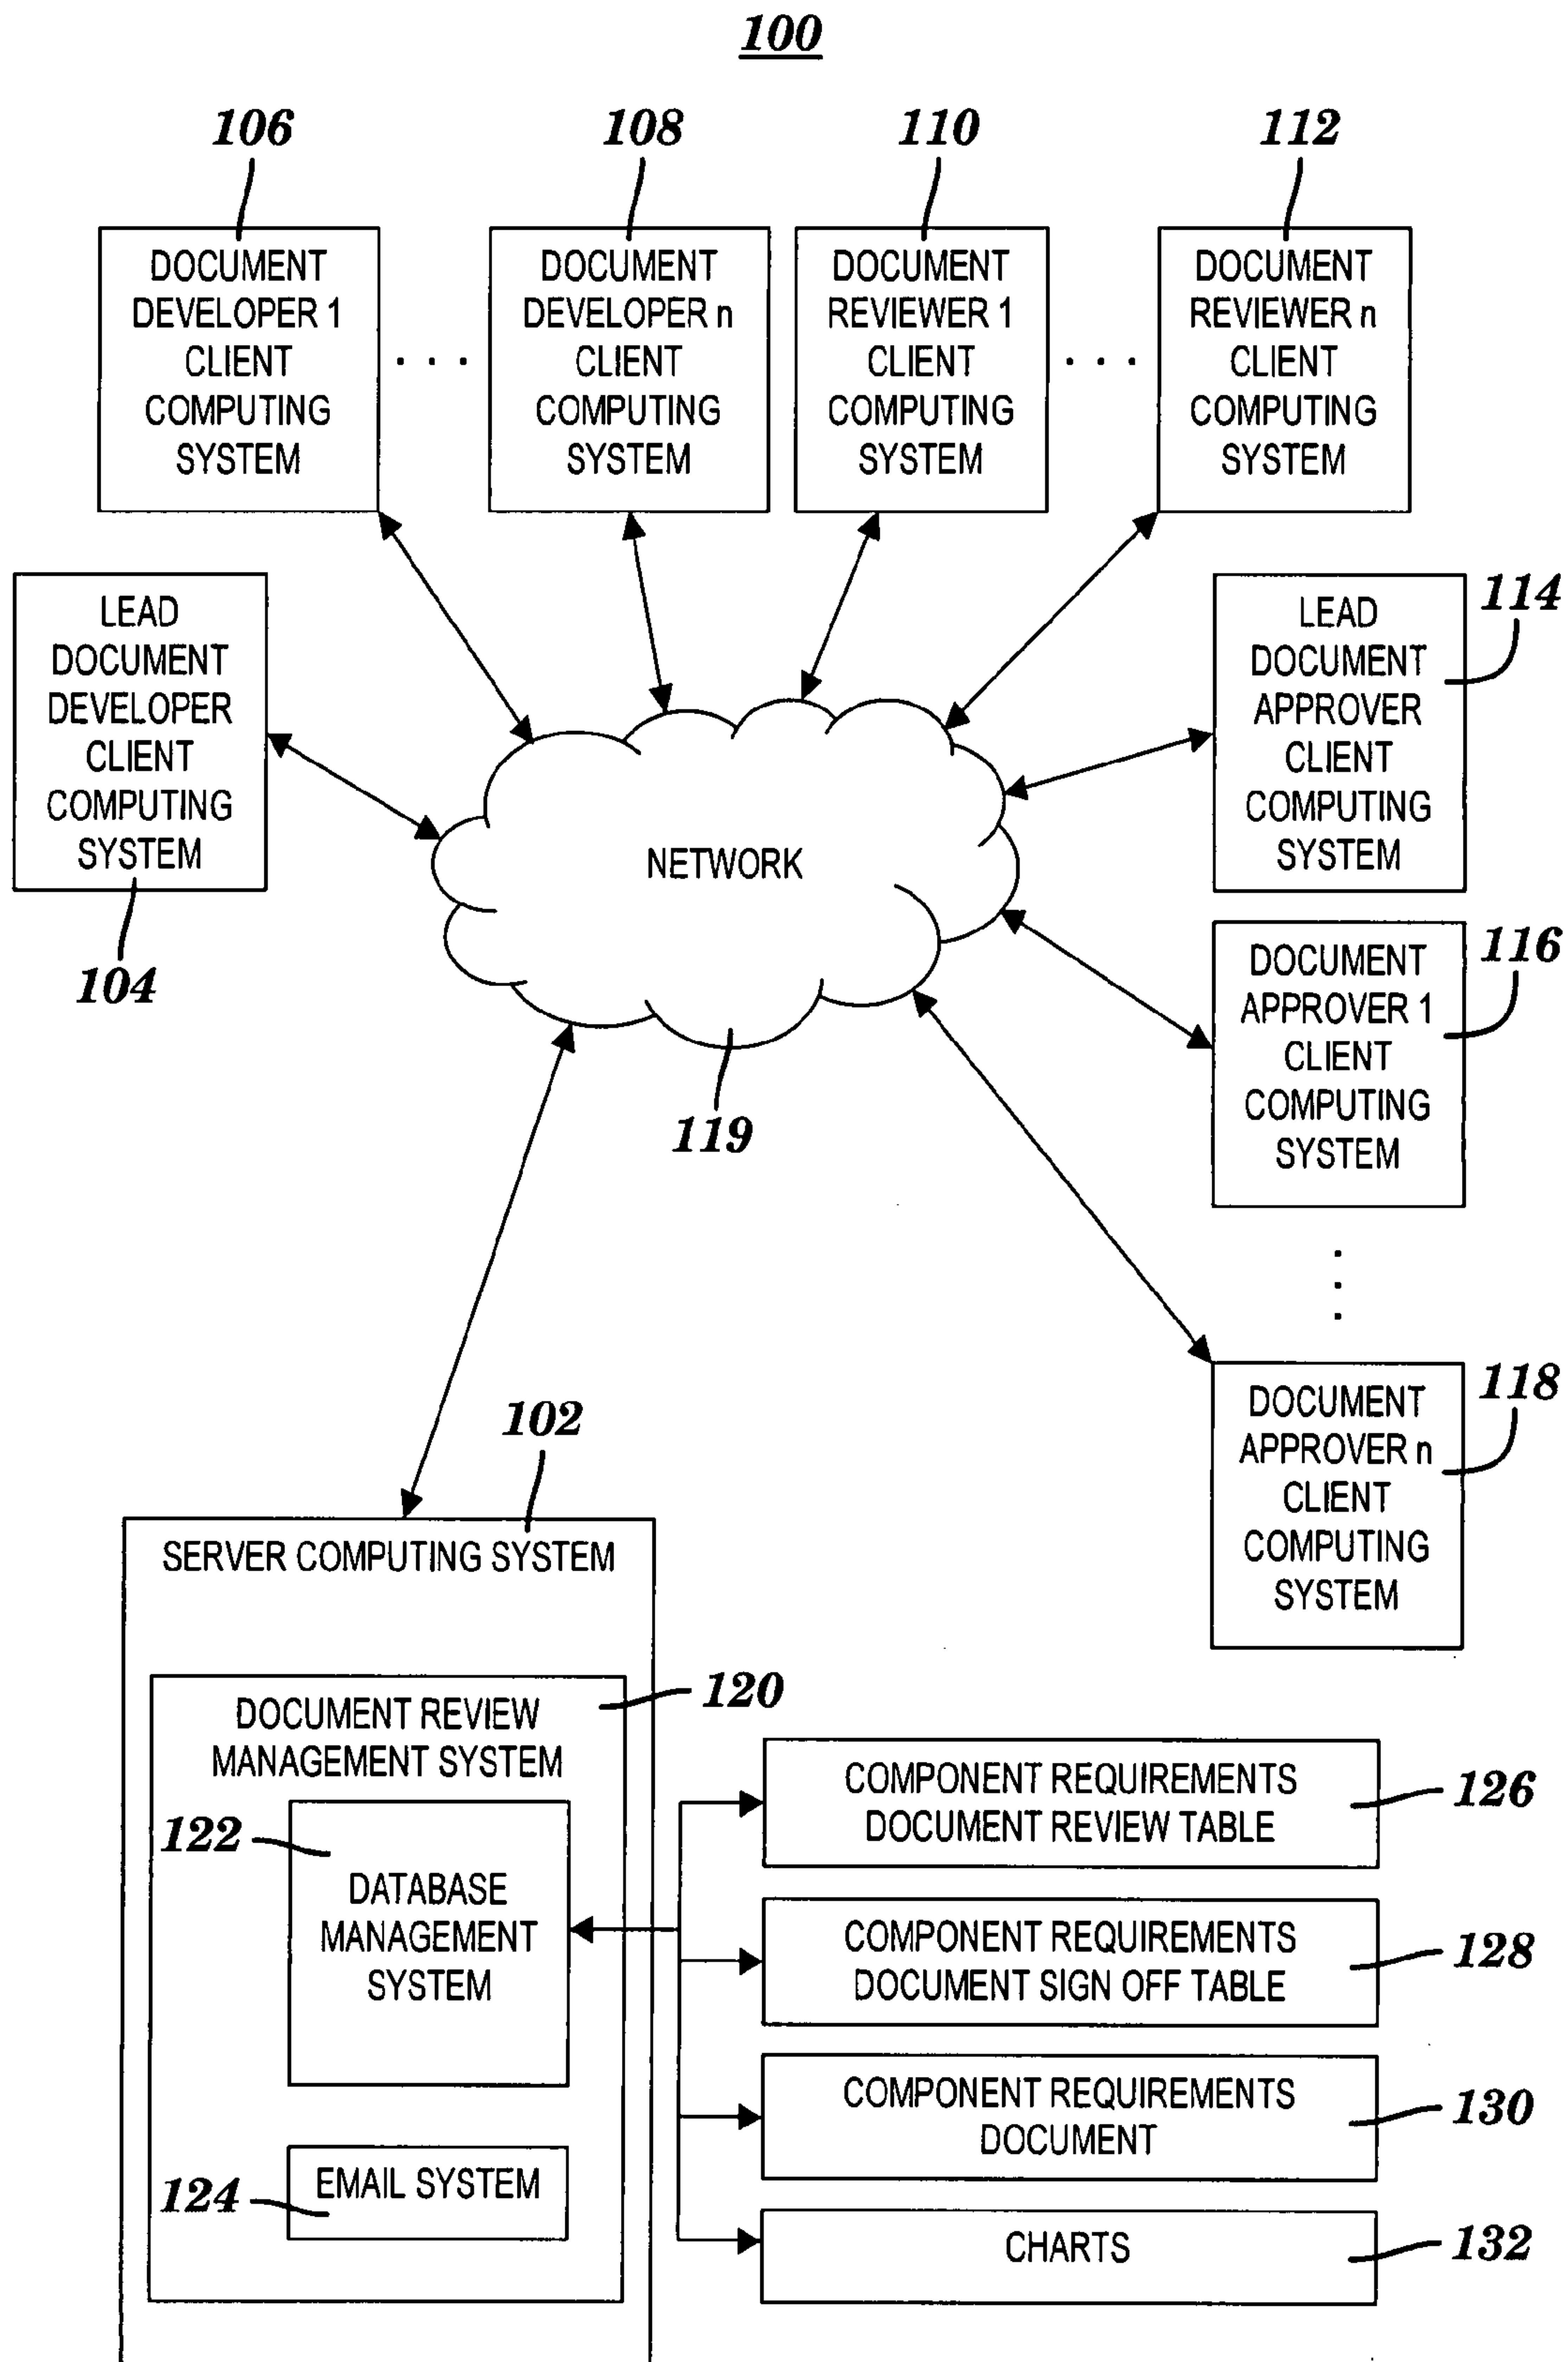 100
106
108
110
112
DOCUMENT
DEVELOPER 1
CLIENT
COMPUTING
SYSTEM
. . .
DOCUMENT
DEVELOPER n
CLIENT
COMPUTING
SYSTEM
DOCUMENT
REVIEWER 1
CLIENT
COMPUTING
SYSTEM
. . .
DOCUMENT
REVIEWER n
CLIENT
COMPUTING
SYSTEM
LEAD
DOCUMENT
DEVELOPER
CLIENT
COMPUTING
SYSTEM
104
LEAD
DOCUMENT
APPROVER
CLIENT
COMPUTING
SYSTEM
114
NETWORK
119
DOCUMENT
APPROVER 1
CLIENT
COMPUTING
SYSTEM
116
.
.
.
DOCUMENT
APPROVER n
CLIENT
COMPUTING
SYSTEM
118
102
SERVER COMPUTING SYSTEM
DOCUMENT REVIEW
MANAGEMENT SYSTEM
120
122
DATABASE
MANAGEMENT
SYSTEM
EMAIL SYSTEM
124
COMPONENT REQUIREMENTS
DOCUMENT REVIEW TABLE
126
COMPONENT REQUIREMENTS
DOCUMENT SIGN OFF TABLE
128
COMPONENT REQUIREMENTS
DOCUMENT
130
CHARTS
132